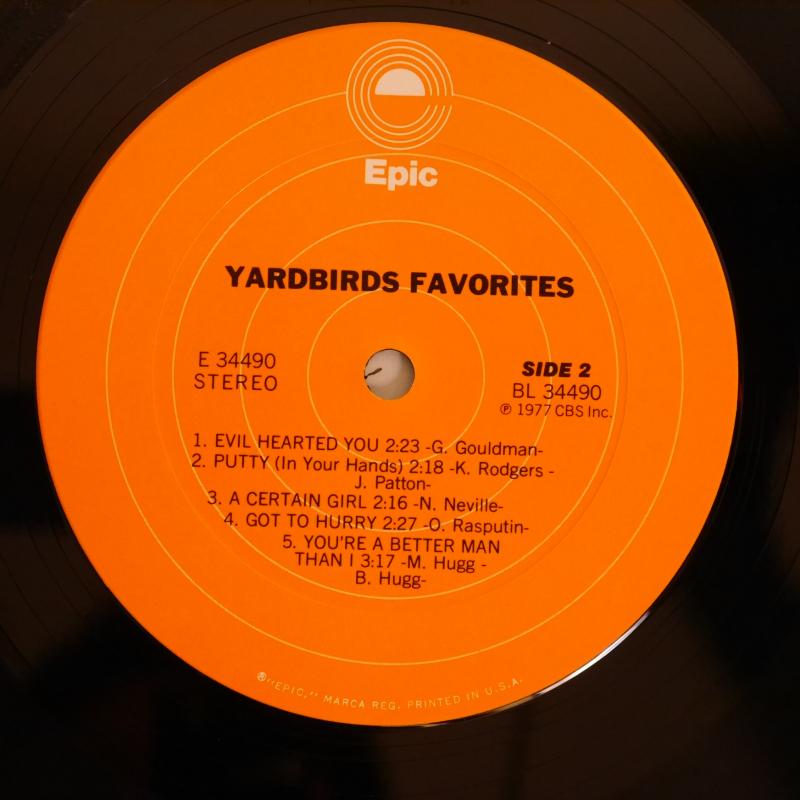 Epic
YARDBIRDS FAVORITES
E 34490
STEREO
SIDE 2
BL 34490
℗ 1977 CBS Inc.
1. EVIL HEARTED YOU 2:23 -G. Gouldman-
2. PUTTY (In Your Hands) 2:18 -K. Rodgers -
J. Patton-
3. A CERTAIN GIRL 2:16 -N. Neville-
4. GOT TO HURRY 2:27 -O. Rasputin-
5. YOU'RE A BETTER MAN
THAN I 3:17 -M. Hugg -
B. Hugg-
®"EPIC," MARCA REG. PRINTED IN U.S.A.